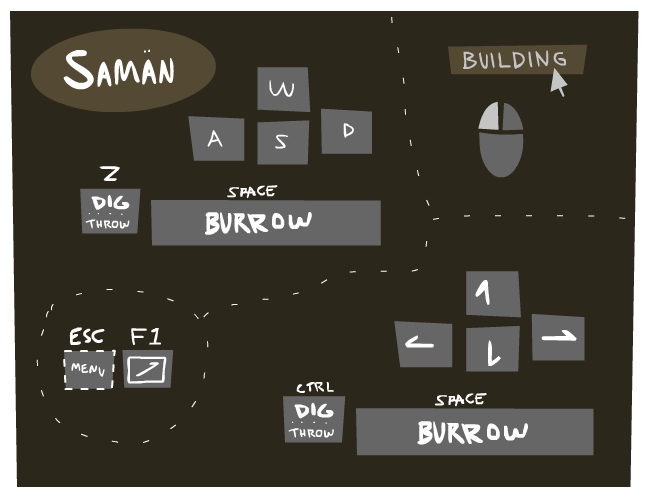 SAMÄN
BUILDING
W
A S D
Z
DIG
THROW
SPACE
BURROW
ESC F1
MENU
CTRL
DIG
THROW
SPACE
BURROW